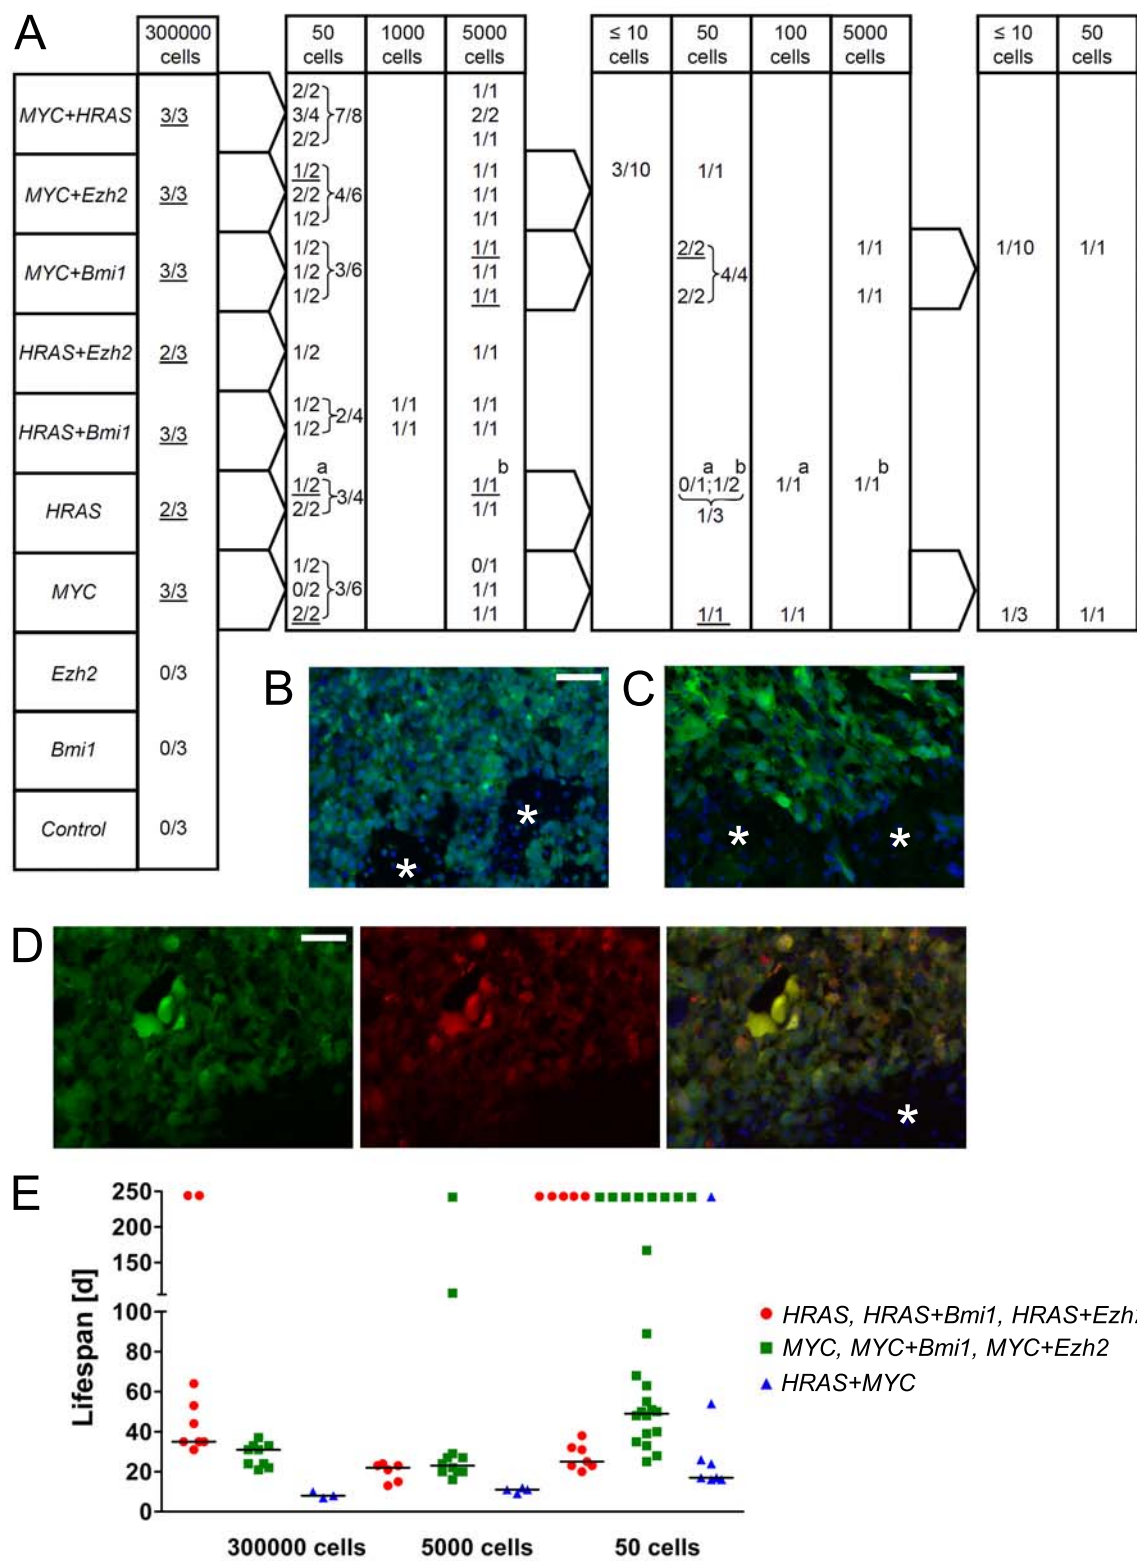 A
300000 cells
50 cells
1000 cells
5000 cells
≤ 10 cells
50 cells
100 cells
5000 cells
≤ 10 cells
50 cells
MYC+HRAS
3/3
2/2
3/4
2/2
7/8
1/1
2/2
1/1
MYC+Ezh2
3/3
1/2
2/2
1/2
4/6
1/1
1/1
1/1
3/10
1/1
MYC+Bmi1
3/3
1/2
1/2
1/2
3/6
1/1
1/1
1/1
2/2
2/2
4/4
1/1
1/1
1/10
1/1
HRAS+Ezh2
2/3
1/2
1/1
HRAS+Bmi1
3/3
1/2
1/2
2/4
1/1
1/1
1/1
1/1
HRAS
2/3
a
1/2
2/2
3/4
b
1/1
1/1
a b
0/1;1/2
1/3
a
1/1
b
1/1
MYC
3/3
1/2
0/2
2/2
3/6
0/1
1/1
1/1
1/1
1/1
1/3
1/1
Ezh2
0/3
Bmi1
0/3
Control
0/3
B
*
*
C
*
*
D
*
E
Lifespan [d]
250
200
150
100
80
60
40
20
0
300000 cells
5000 cells
50 cells
HRAS, HRAS+Bmi1, HRAS+Ezh
MYC, MYC+Bmi1, MYC+Ezh2
HRAS+MYC